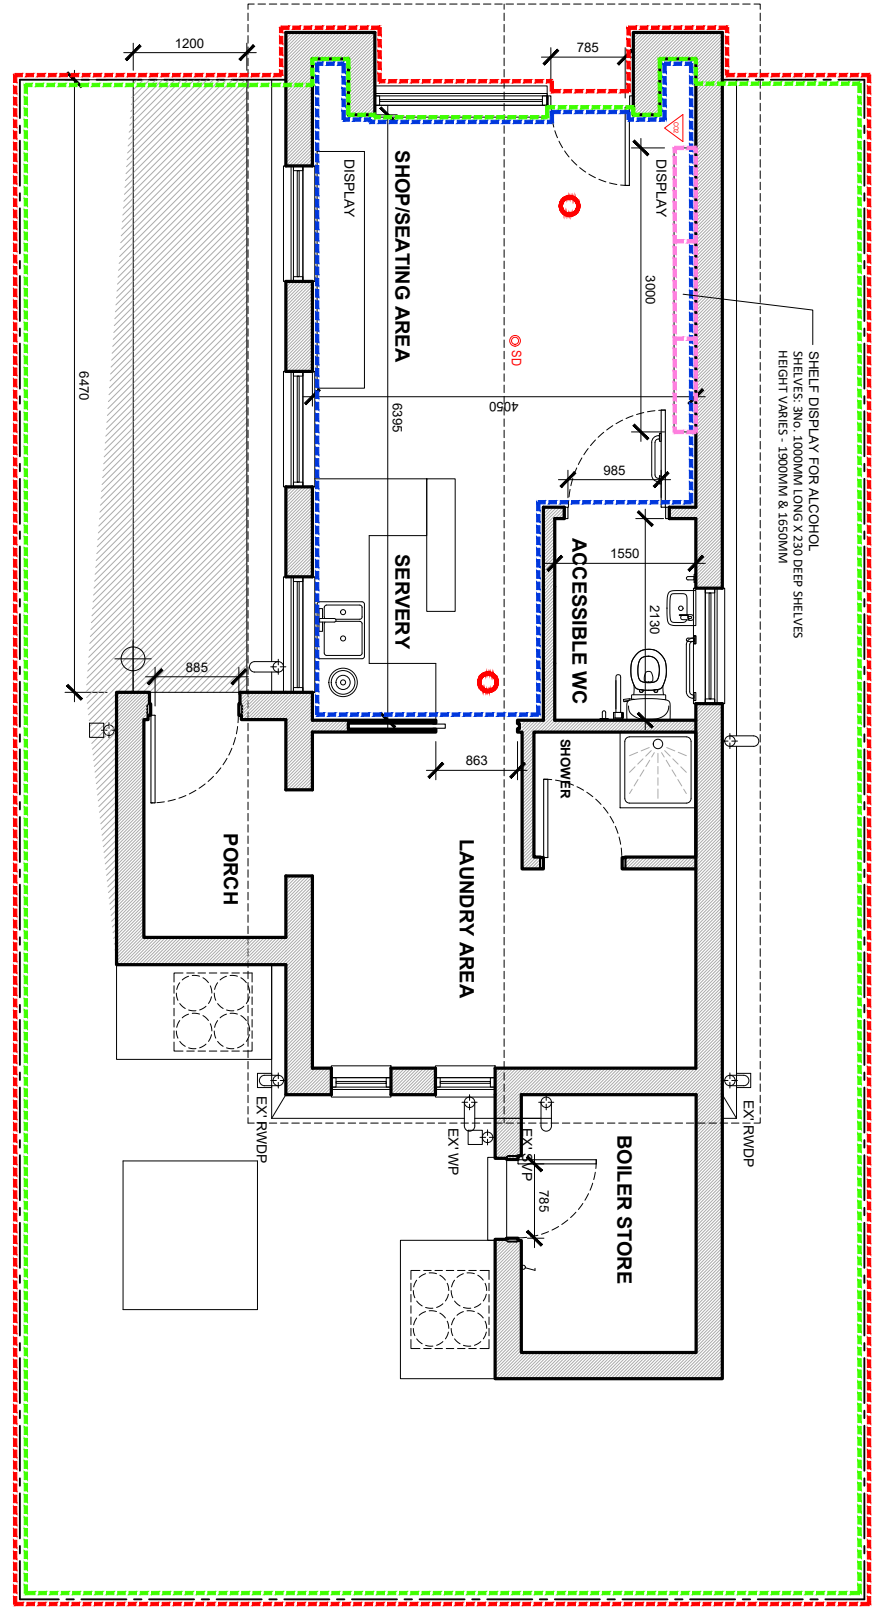 1200
785
CO2
SHOP/SEATING AREA
DISPLAY
DISPLAY
3000
SD
SHELF DISPLAY FOR ALCOHOL
SHELVES: 3No. 1000MM LONG X 230 DEEP SHELVES
HEIGHT VARIES - 1900MM & 1650MM
6470
4050
6395
985
SERVERY
ACCESSIBLE WC
1550
2130
885
863
SHOWER
PORCH
LAUNDRY AREA
EX' RWDP
EX' WP
EX' SVP
EX' RWDP
BOILER STORE
785